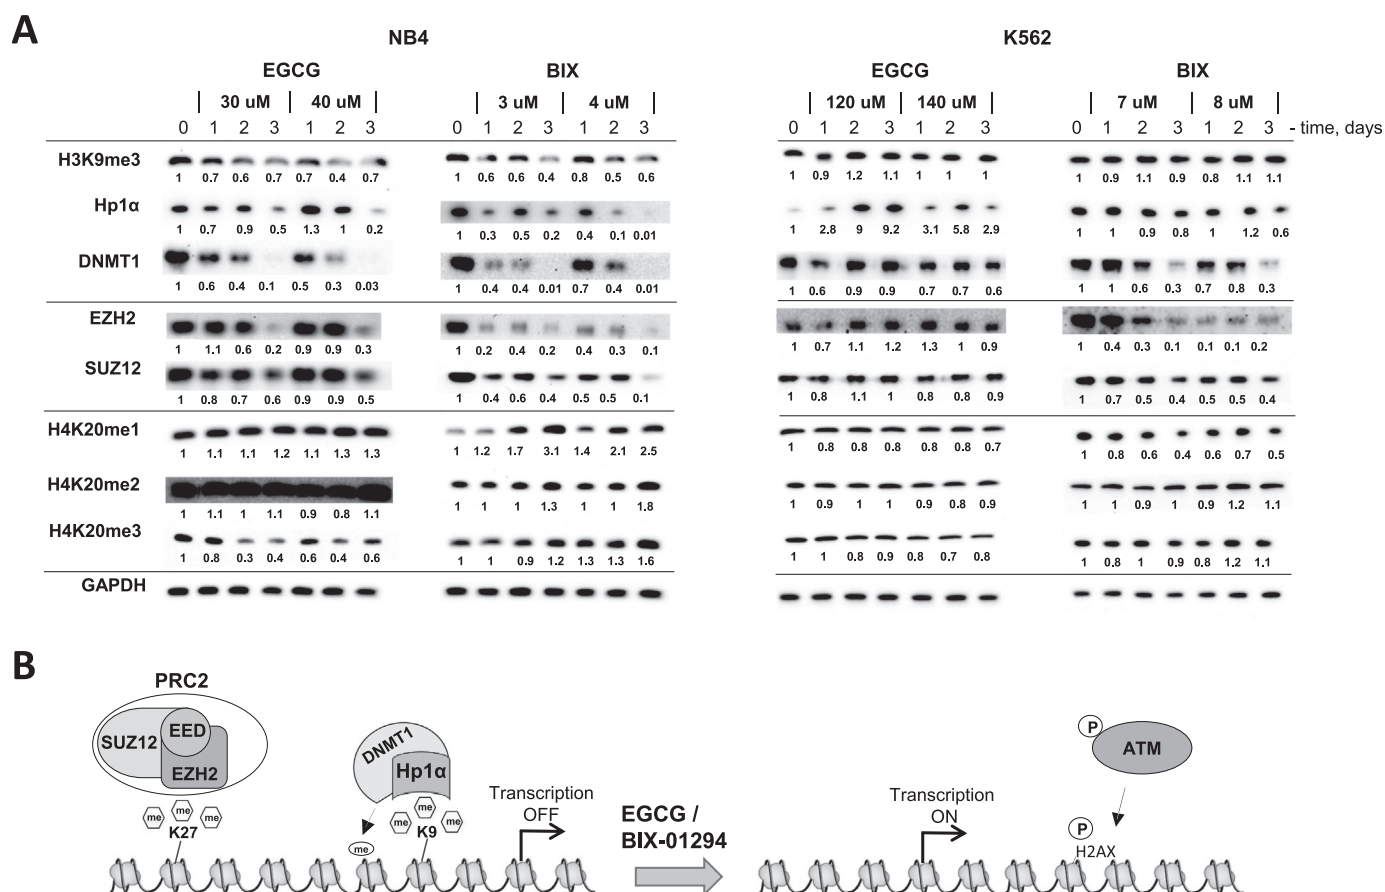 A
NB4 K562
EGCG BIX EGCG BIX
30 uM 40 uM 3 uM 4 uM 120 uM 140 uM 7 uM 8 uM
0 1 2 3 1 2 3 0 1 2 3 1 2 3 0 1 2 3 1 2 3 0 1 2 3 1 2 3 - time, days
H3K9me3
1 0.7 0.6 0.7 0.7 0.4 0.7 1 0.6 0.6 0.4 0.8 0.5 0.6 1 0.9 1.2 1.1 1 1 1 1 0.9 1.1 0.9 0.8 1.1 1.1
Hp1α
1 0.7 0.9 0.5 1.3 1 0.2 1 0.3 0.5 0.2 0.4 0.1 0.01 1 2.8 9 9.2 3.1 5.8 2.9 1 1 0.9 0.8 1 1.2 0.6
DNMT1
1 0.6 0.4 0.1 0.5 0.3 0.03 1 0.4 0.4 0.01 0.7 0.4 0.01 1 0.6 0.9 0.9 0.7 0.7 0.6 1 1 0.6 0.3 0.7 0.8 0.3
EZH2
1 1.1 0.6 0.2 0.9 0.9 0.3 1 0.2 0.4 0.2 0.4 0.3 0.1 1 0.7 1.1 1.2 1.3 1 0.9 1 0.4 0.3 0.1 0.1 0.1 0.2
SUZ12
1 0.8 0.7 0.6 0.9 0.9 0.5 1 0.4 0.6 0.4 0.5 0.5 0.1 1 0.8 1.1 1 0.8 0.8 0.9 1 0.7 0.5 0.4 0.5 0.5 0.4
H4K20me1
1 1.1 1.1 1.2 1.1 1.3 1.3 1 1.2 1.7 3.1 1.4 2.1 2.5 1 0.8 0.8 0.8 0.8 0.8 0.7 1 0.8 0.6 0.4 0.6 0.7 0.5
H4K20me2
1 1.1 1 1.1 0.9 0.8 1.1 1 1 1 1.3 1 1 1.8 1 0.9 1 1 0.9 0.8 0.9 1 1 0.9 1 0.9 1.2 1.1
H4K20me3
1 0.8 0.3 0.4 0.6 0.4 0.6 1 1 0.9 1.2 1.3 1.3 1.6 1 1 0.8 0.9 0.8 0.7 0.8 1 0.8 1 0.9 0.8 1.2 1.1
GAPDH
B
PRC2
SUZ12 EED
EZH2
me me me
K27
DNMT1
Hp1α
me me me
K9
me
Transcription
OFF
EGCG /
BIX-01294
Transcription
ON
P
ATM
P
H2AX